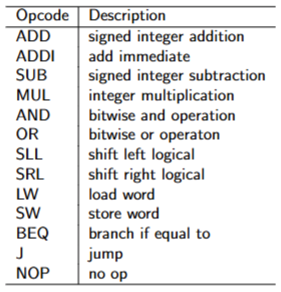 Opcode Description
ADD signed integer addition
ADDI add immediate
SUB signed integer subtraction
MUL integer multiplication
AND bitwise and operation
OR bitwise or operaton
SLL shift left logical
SRL shift right logical
LW load word
SW store word
BEQ branch if equal to
J jump
NOP no op